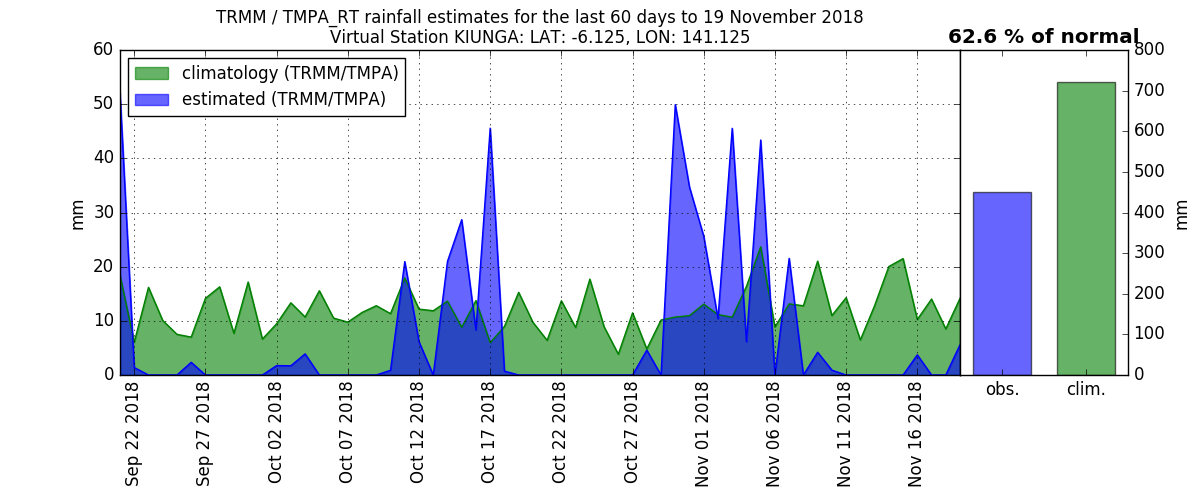 TRMM / TMPA_RT rainfall estimates for the last 60 days to 19 November 2018
Virtual Station KIUNGA: LAT: -6.125, LON: 141.125
62.6 % of normal
climatology (TRMM/TMPA)
estimated (TRMM/TMPA)
60
50
40
30
20
10
0
mm
Sep 22 2018
Sep 27 2018
Oct 02 2018
Oct 07 2018
Oct 12 2018
Oct 17 2018
Oct 22 2018
Oct 27 2018
Nov 01 2018
Nov 06 2018
Nov 11 2018
Nov 16 2018
obs.
clim.
800
700
600
500
400
300
200
100
0
mm